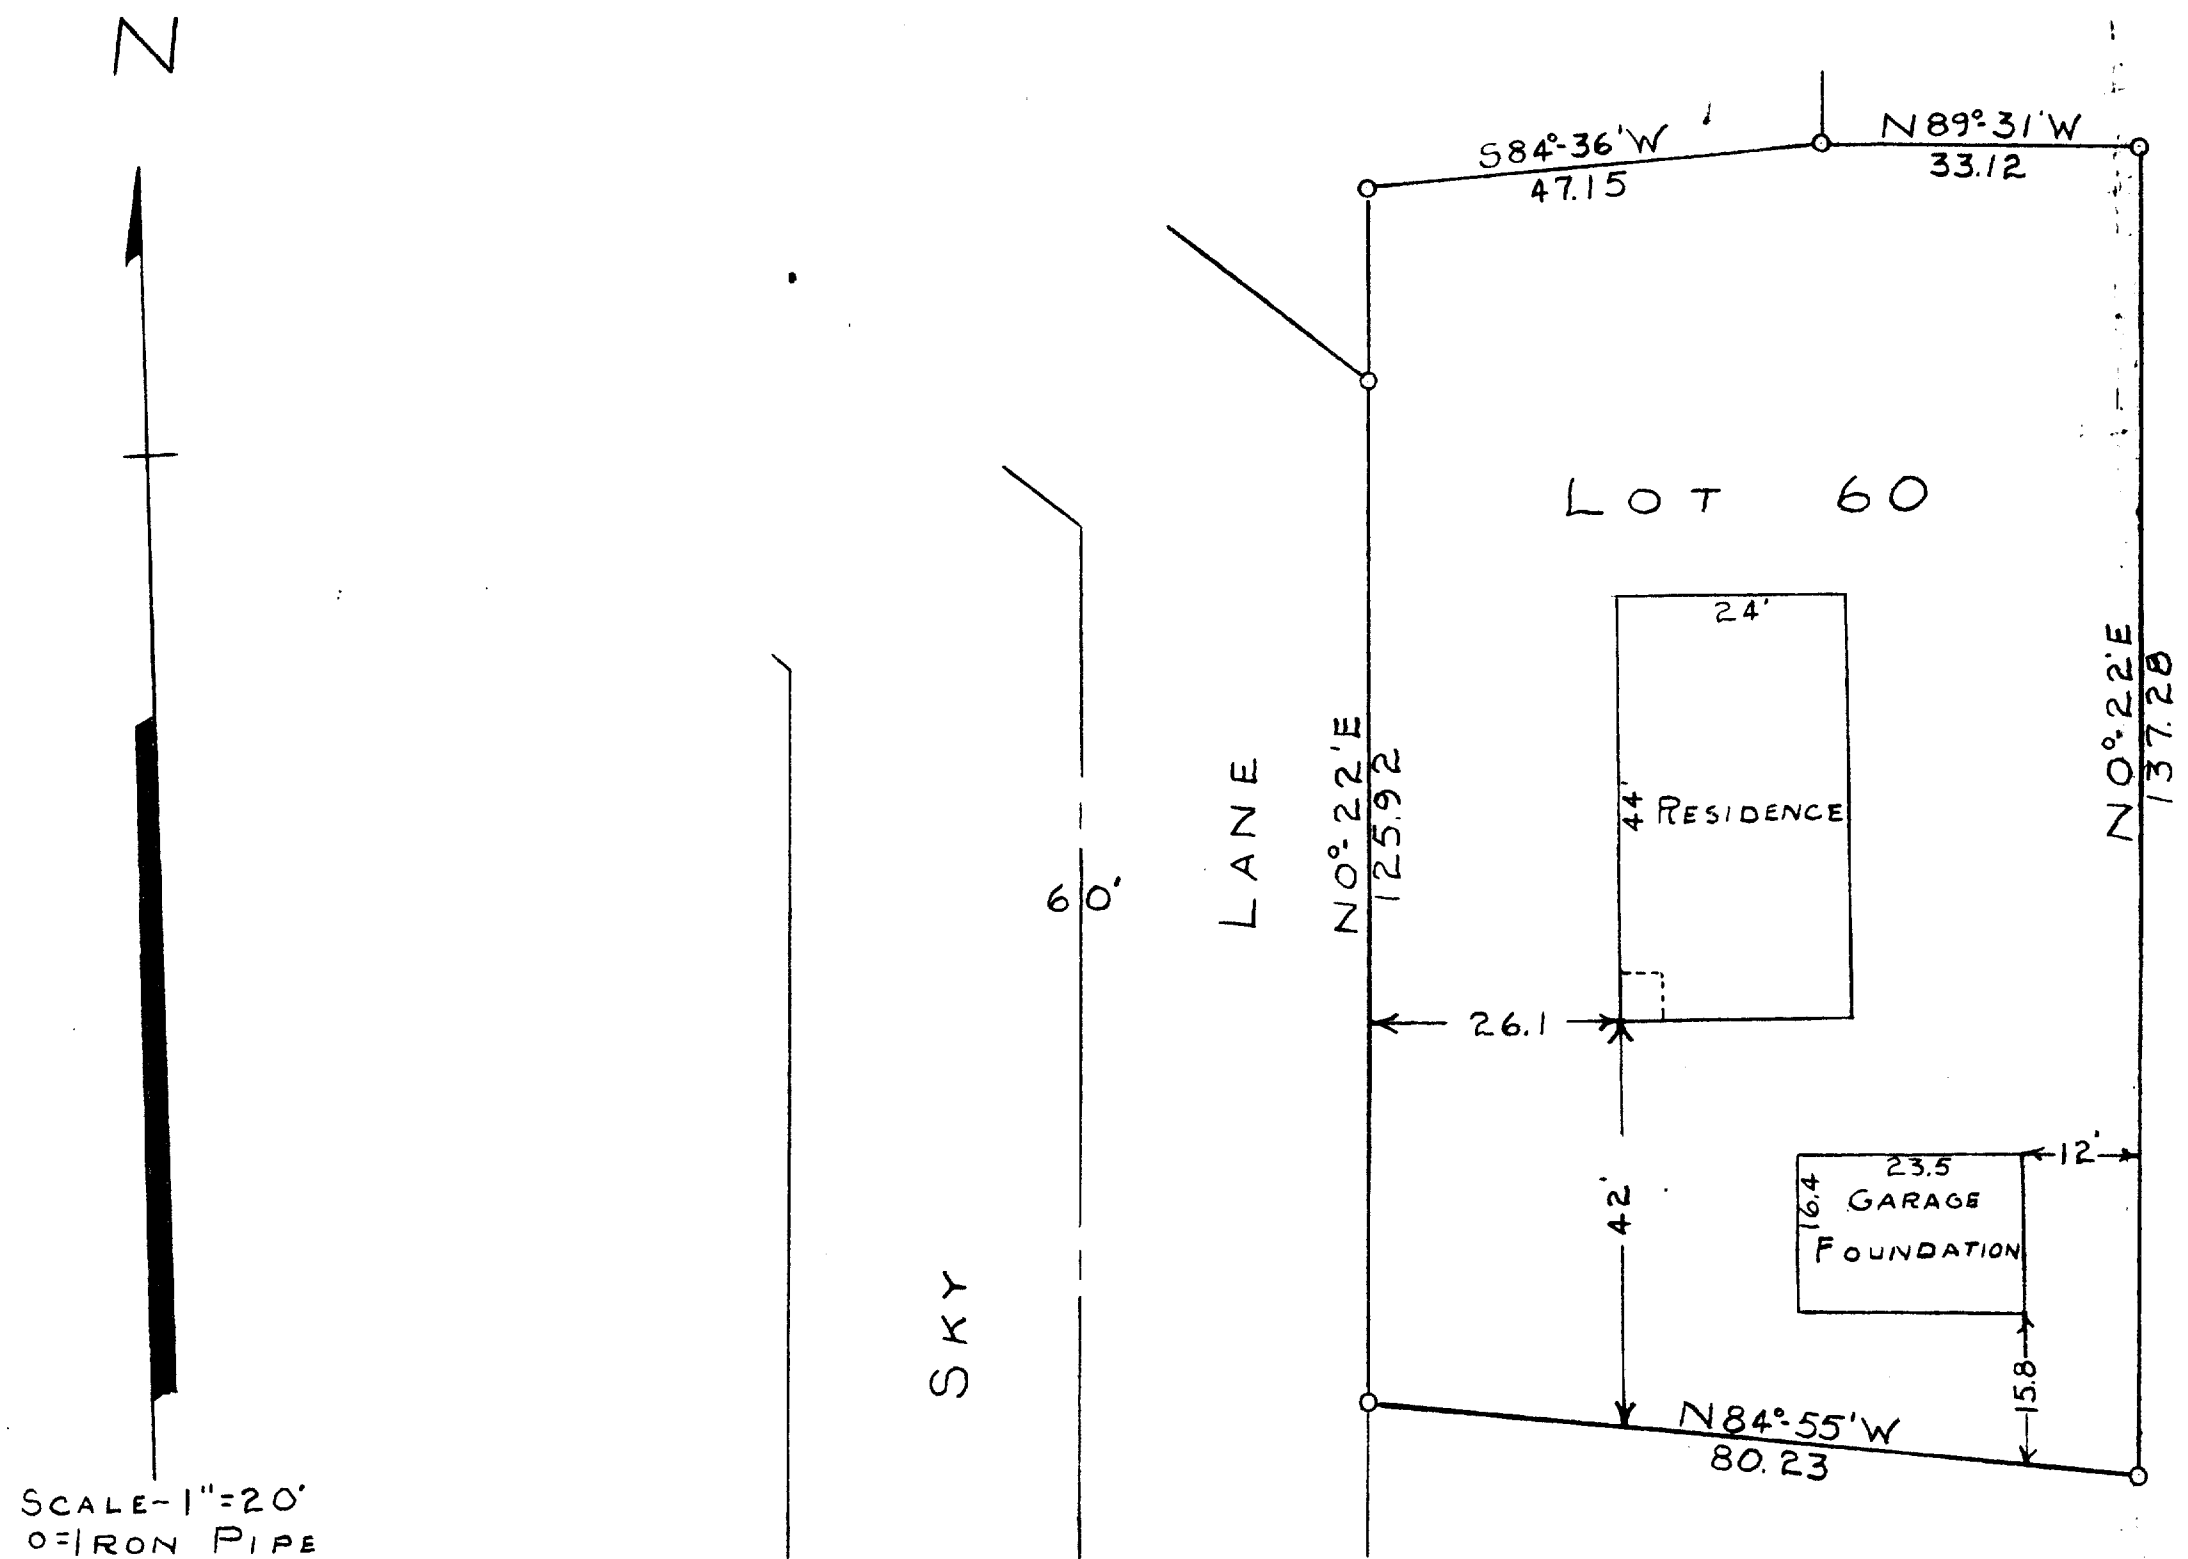 N
S84°-36'W
47.15
N89°-31'W
33.12
LOT 60
24'
44'
RESIDENCE
N0°-22'E
137.28
N0°-22'E
125.92
LANE
60'
26.1
12'
23.5
16.4
GARAGE
FOUNDATION
42'
SKY
15.8
N84°-55'W
80.23
SCALE~1"=20'
o=IRON PIPE